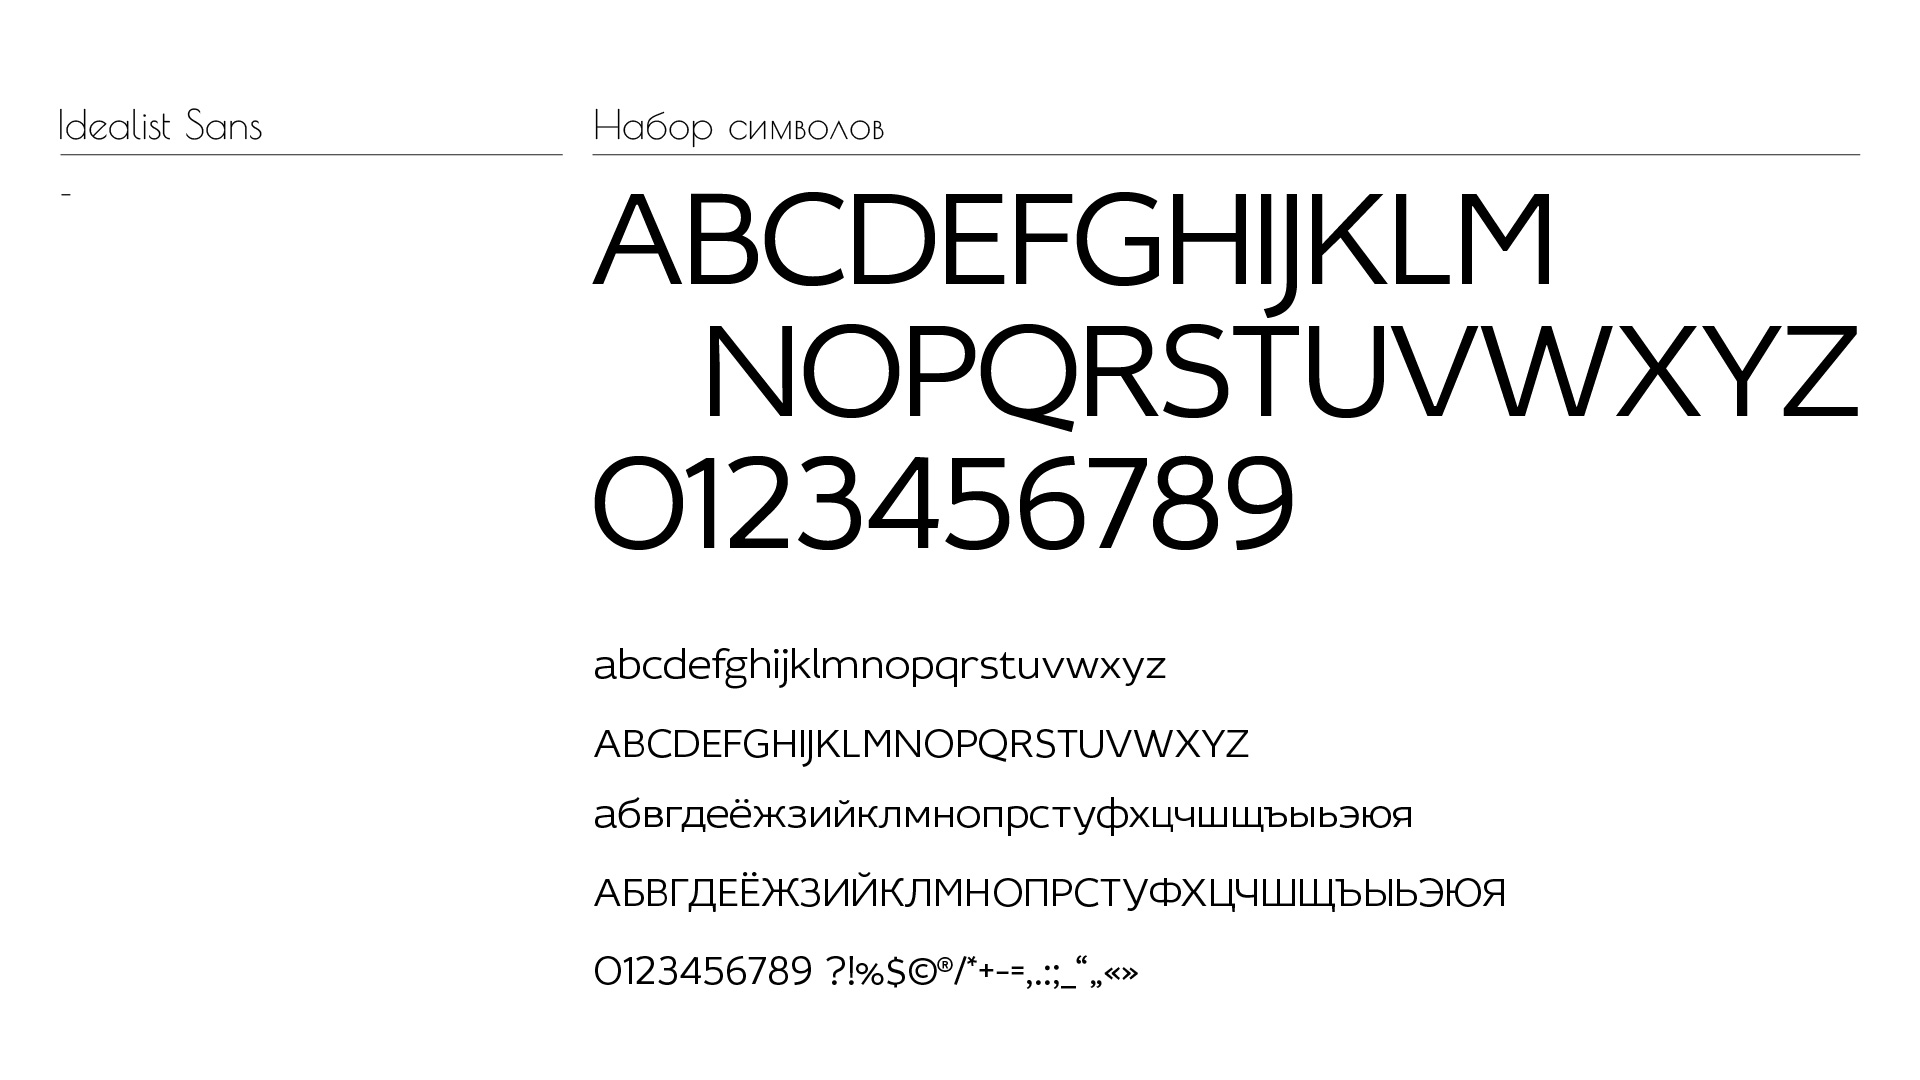 Idealist Sans
Набор символов
-
ABCDEFGHIJKLM
NOPQRSTUVWXYZ
0123456789
abcdefghijklmnopqrstuvwxyz
ABCDEFGHIJKLMNOPQRSTUVWXYZ
абвгдеёжзийклмнопрстуфхцчшщъыьэюя
АБВГДЕЁЖЗИЙКЛМНОПРСТУФХЦЧШЩЪЫЬЭЮЯ
0123456789 ?!%$©®/*+-=,.:;_“„«»